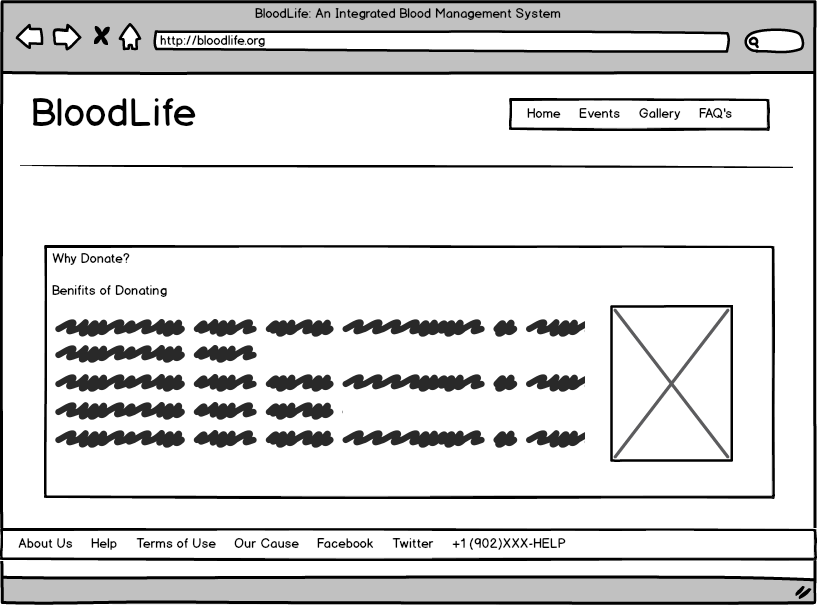 BloodLife: An Integrated Blood Management System
http://bloodlife.org
BloodLife
Home Events Gallery FAQ's
Why Donate?
Benifits of Donating
About Us Help Terms of Use Our Cause Facebook Twitter +1 (902)XXX-HELP